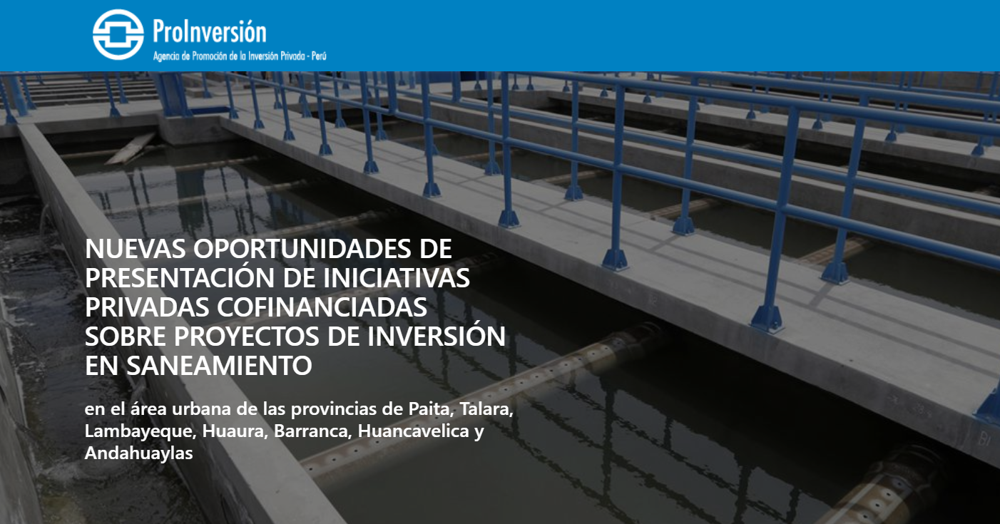 ProInversión
Agencia de Promoción de la Inversión Privada - Perú
NUEVAS OPORTUNIDADES DE
PRESENTACIÓN DE INICIATIVAS
PRIVADAS COFINANCIADAS
SOBRE PROYECTOS DE INVERSIÓN
EN SANEAMIENTO
en el área urbana de las provincias de Paita, Talara,
Lambayeque, Huaura, Barranca, Huancavelica y
Andahuaylas